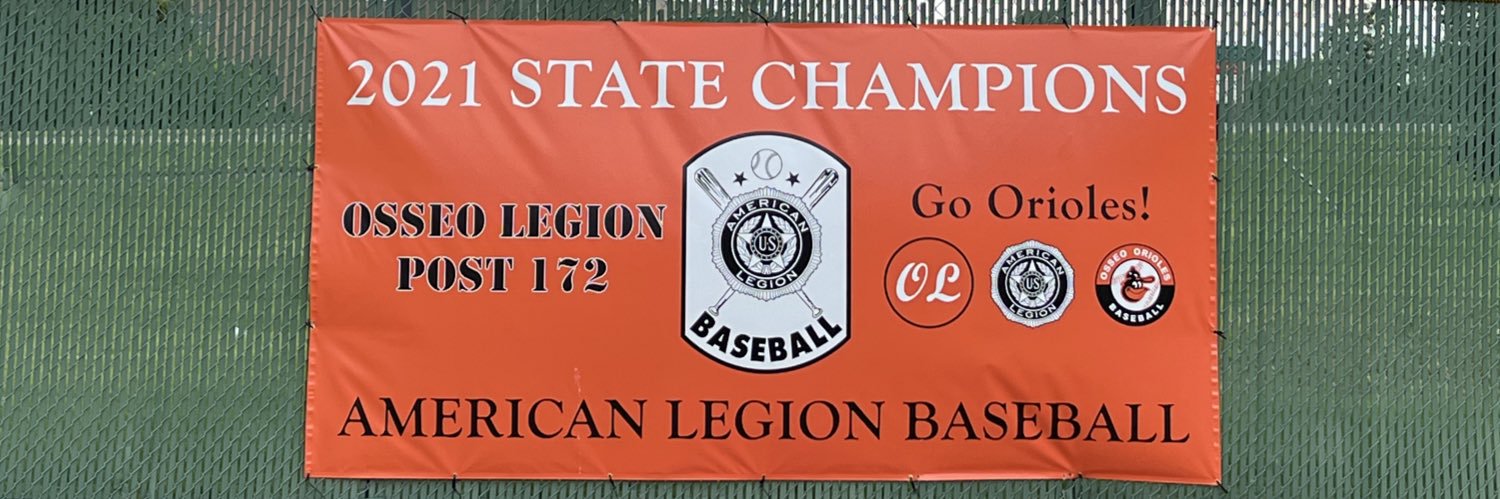 2021 STATE CHAMPIONS
OSSEO LEGION
POST 172
AMERICAN
US
LEGION
BASEBALL
Go Orioles!
OL
AMERICAN
US
LEGION
OSSEO ORIOLES
BASEBALL
AMERICAN LEGION BASEBALL